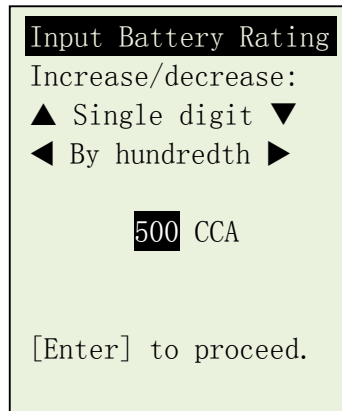 Input Battery Rating
Increase/decrease:
▲ Single digit ▼
◀ By hundredth ▶
500 CCA
[Enter] to proceed.